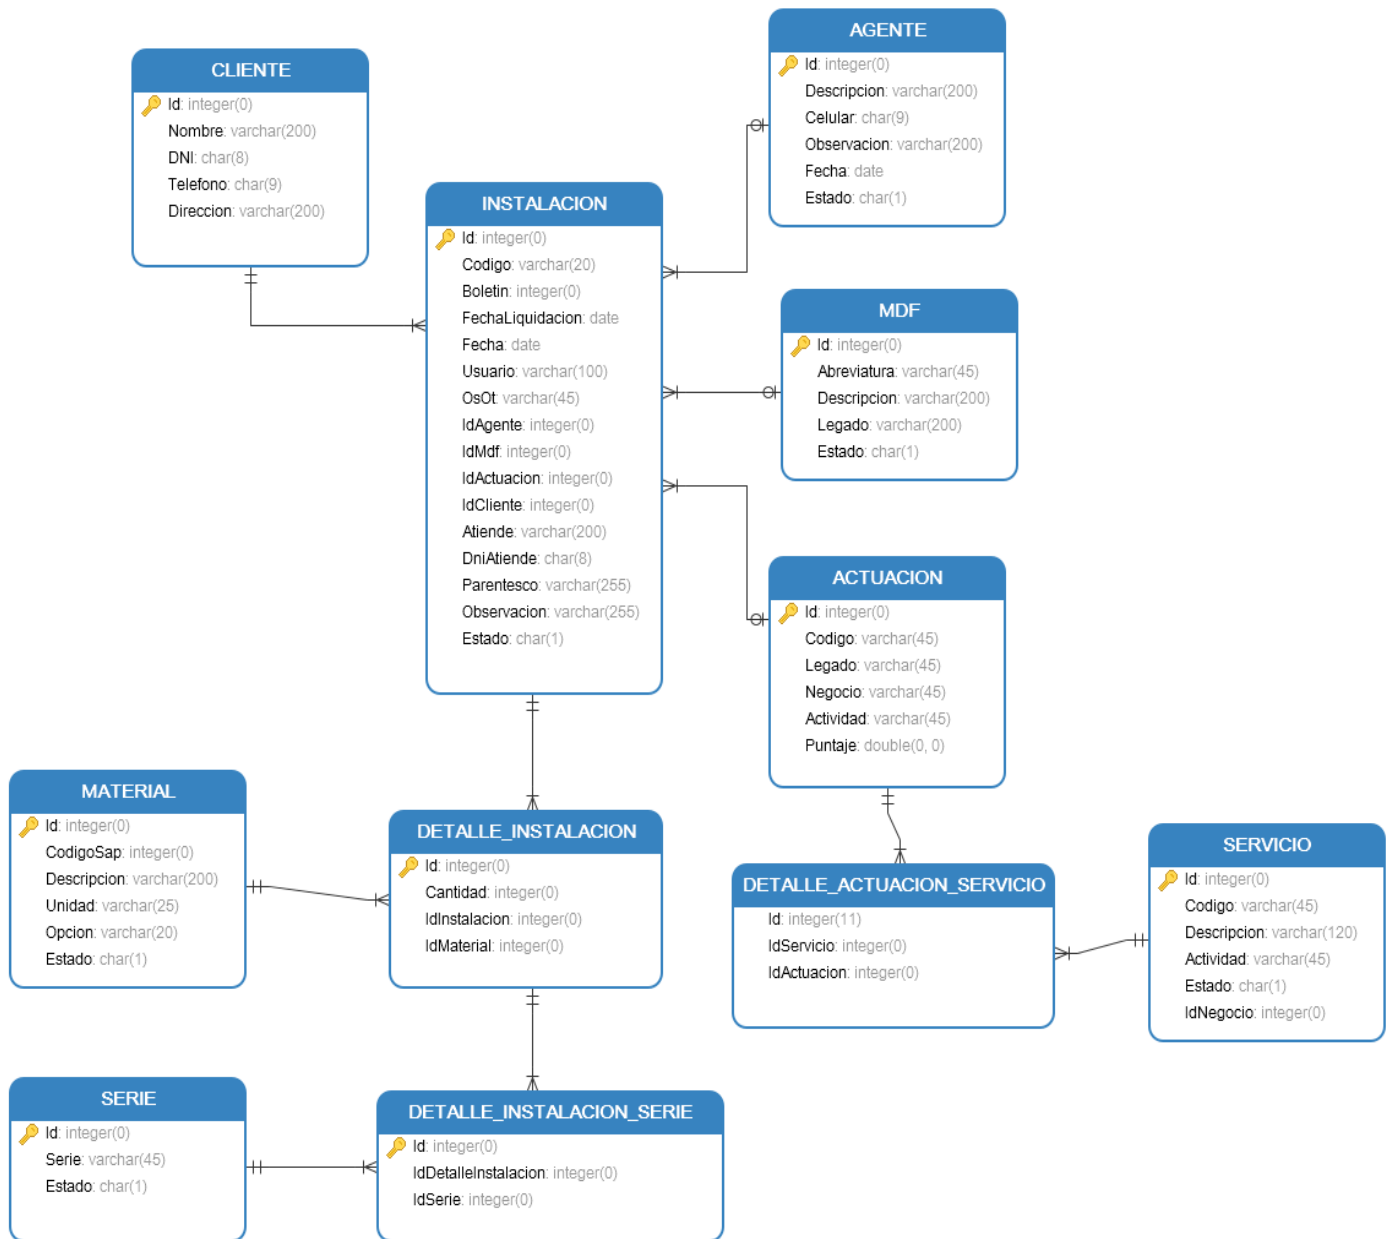 CLIENTE
Id: integer(0)
Nombre: varchar(200)
DNI: char(8)
Telefono: char(9)
Direccion: varchar(200)
AGENTE
Id: integer(0)
Descripcion: varchar(200)
Celular: char(9)
Observacion: varchar(200)
Fecha: date
Estado: char(1)
INSTALACION
Id: integer(0)
Codigo: varchar(20)
Boletin: integer(0)
FechaLiquidacion: date
Fecha: date
Usuario: varchar(100)
OsOt: varchar(45)
IdAgente: integer(0)
IdMdf: integer(0)
IdActuacion: integer(0)
IdCliente: integer(0)
Atiende: varchar(200)
DniAtiende: char(8)
Parentesco: varchar(255)
Observacion: varchar(255)
Estado: char(1)
MDF
Id: integer(0)
Abreviatura: varchar(45)
Descripcion: varchar(200)
Legado: varchar(200)
Estado: char(1)
ACTUACION
Id: integer(0)
Codigo: varchar(45)
Legado: varchar(45)
Negocio: varchar(45)
Actividad: varchar(45)
Puntaje: double(0, 0)
MATERIAL
Id: integer(0)
CodigoSap: integer(0)
Descripcion: varchar(200)
Unidad: varchar(25)
Opcion: varchar(20)
Estado: char(1)
DETALLE_INSTALACION
Id: integer(0)
Cantidad: integer(0)
IdInstalacion: integer(0)
IdMaterial: integer(0)
DETALLE_ACTUACION_SERVICIO
Id: integer(11)
IdServicio: integer(0)
IdActuacion: integer(0)
SERVICIO
Id: integer(0)
Codigo: varchar(45)
Descripcion: varchar(120)
Actividad: varchar(45)
Estado: char(1)
IdNegocio: integer(0)
SERIE
Id: integer(0)
Serie: varchar(45)
Estado: char(1)
DETALLE_INSTALACION_SERIE
Id: integer(0)
IdDetalleInstalacion: integer(0)
IdSerie: integer(0)